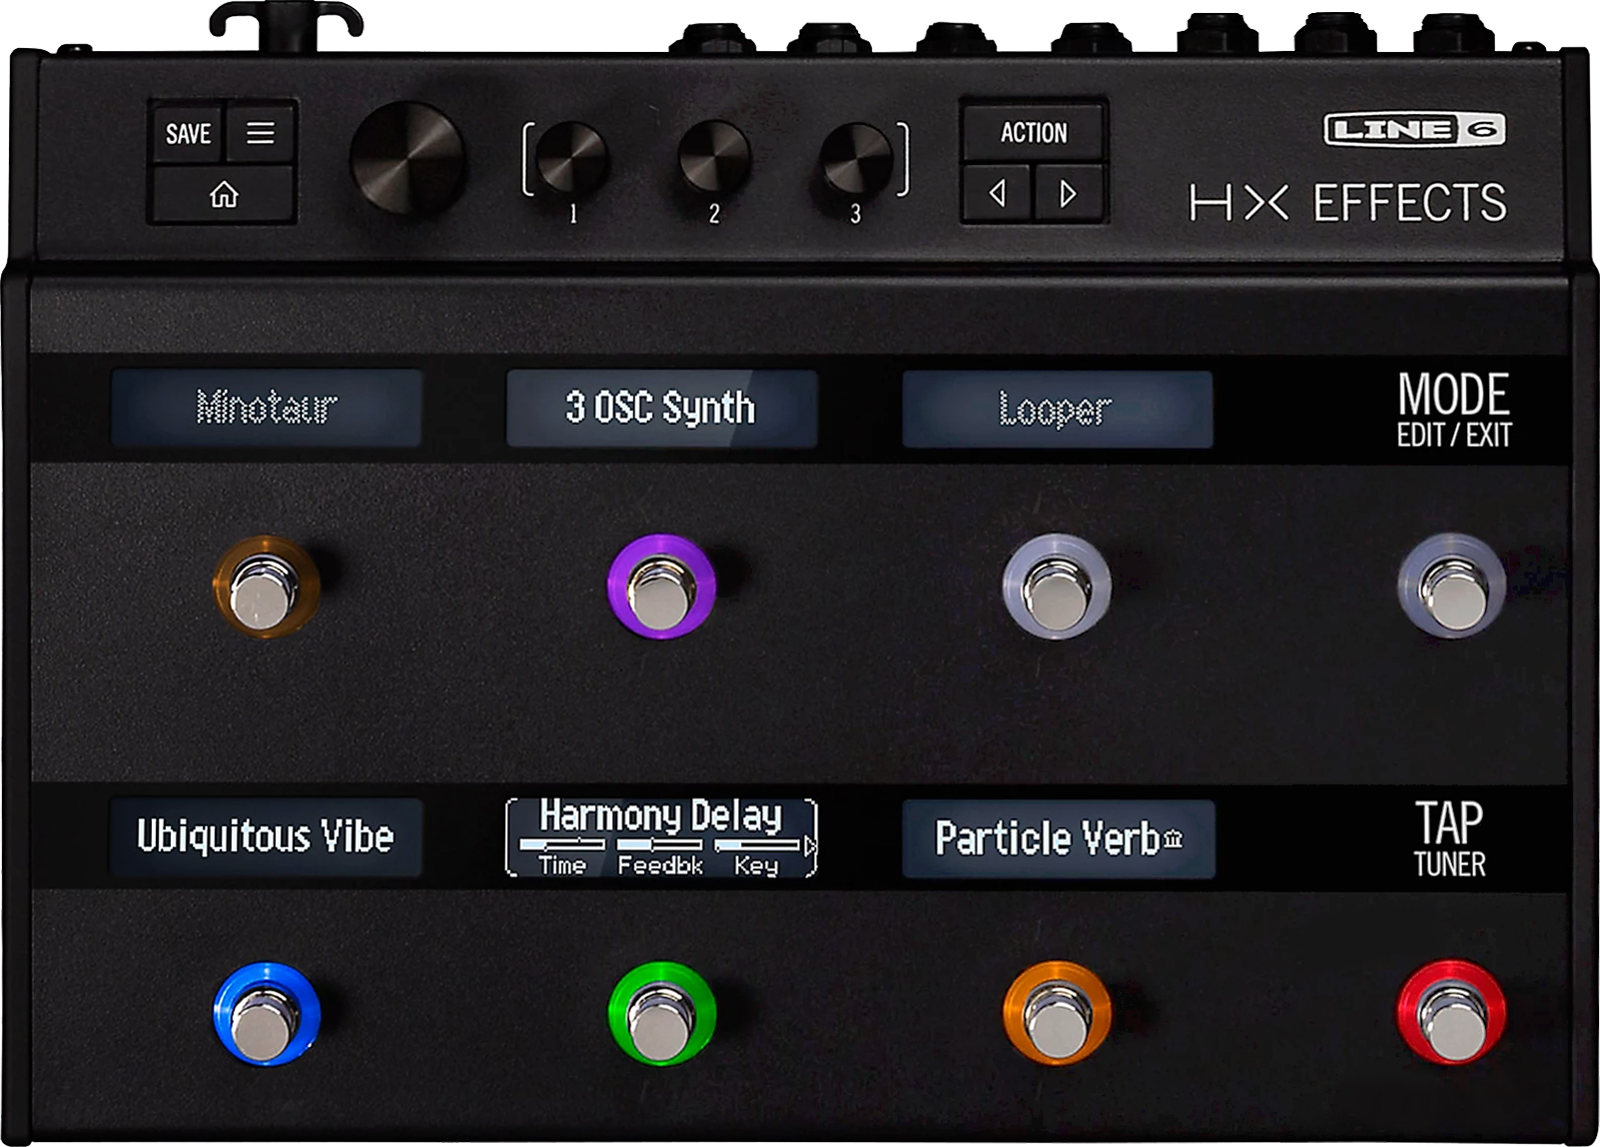 SAVE
ACTION
LINE 6
1
2
3
HX EFFECTS
Minotaur
3 OSC Synth
Looper
MODE
EDIT / EXIT
Ubiquitous Vibe
Harmony Delay
Time Feedbk Key
Particle Verb
TAP
TUNER